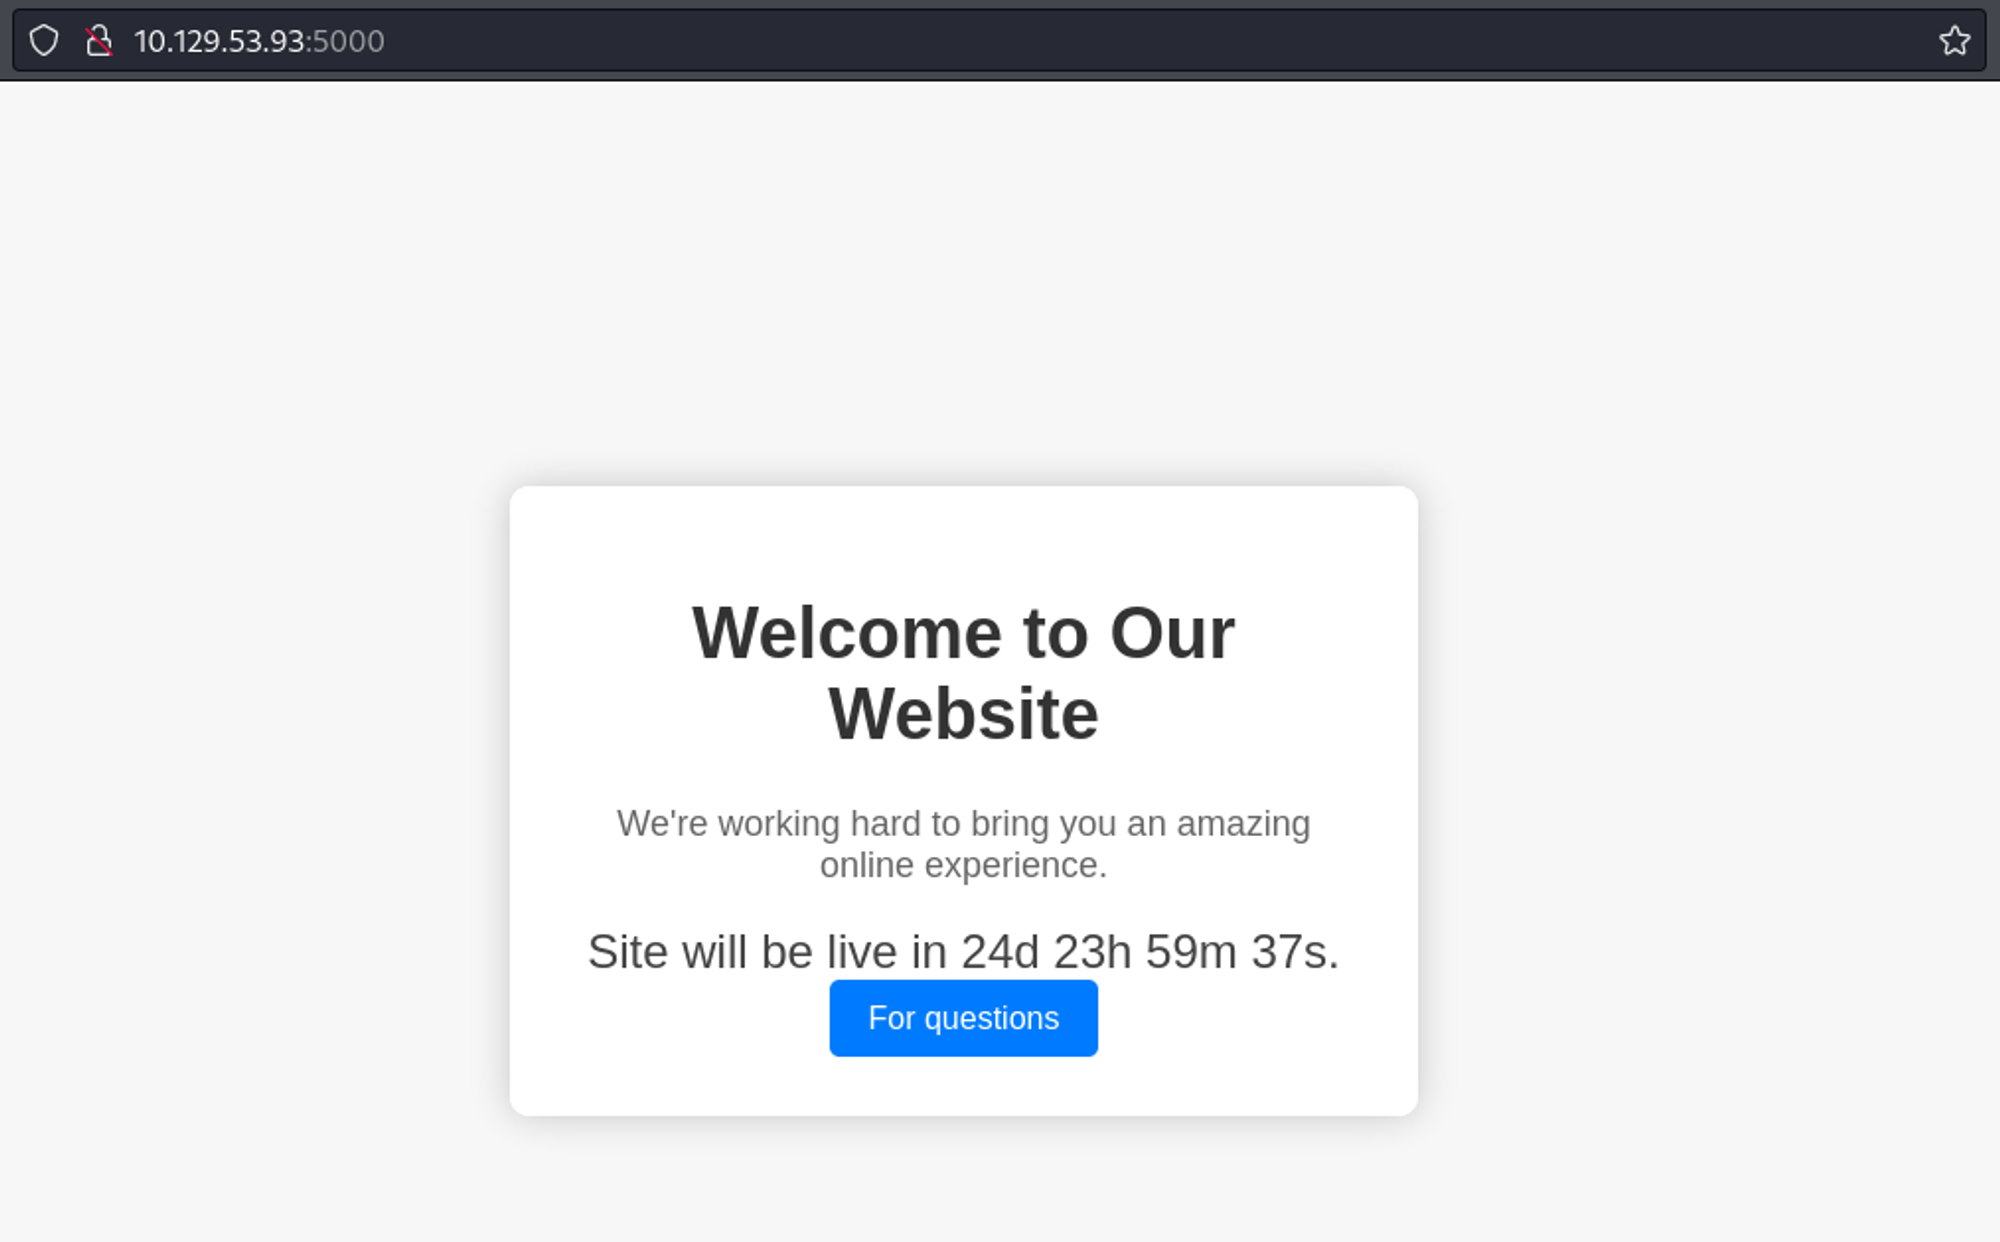 10.129.53.93:5000
Welcome to Our
Website
We're working hard to bring you an amazing
online experience.
Site will be live in 24d 23h 59m 37s.
For questions